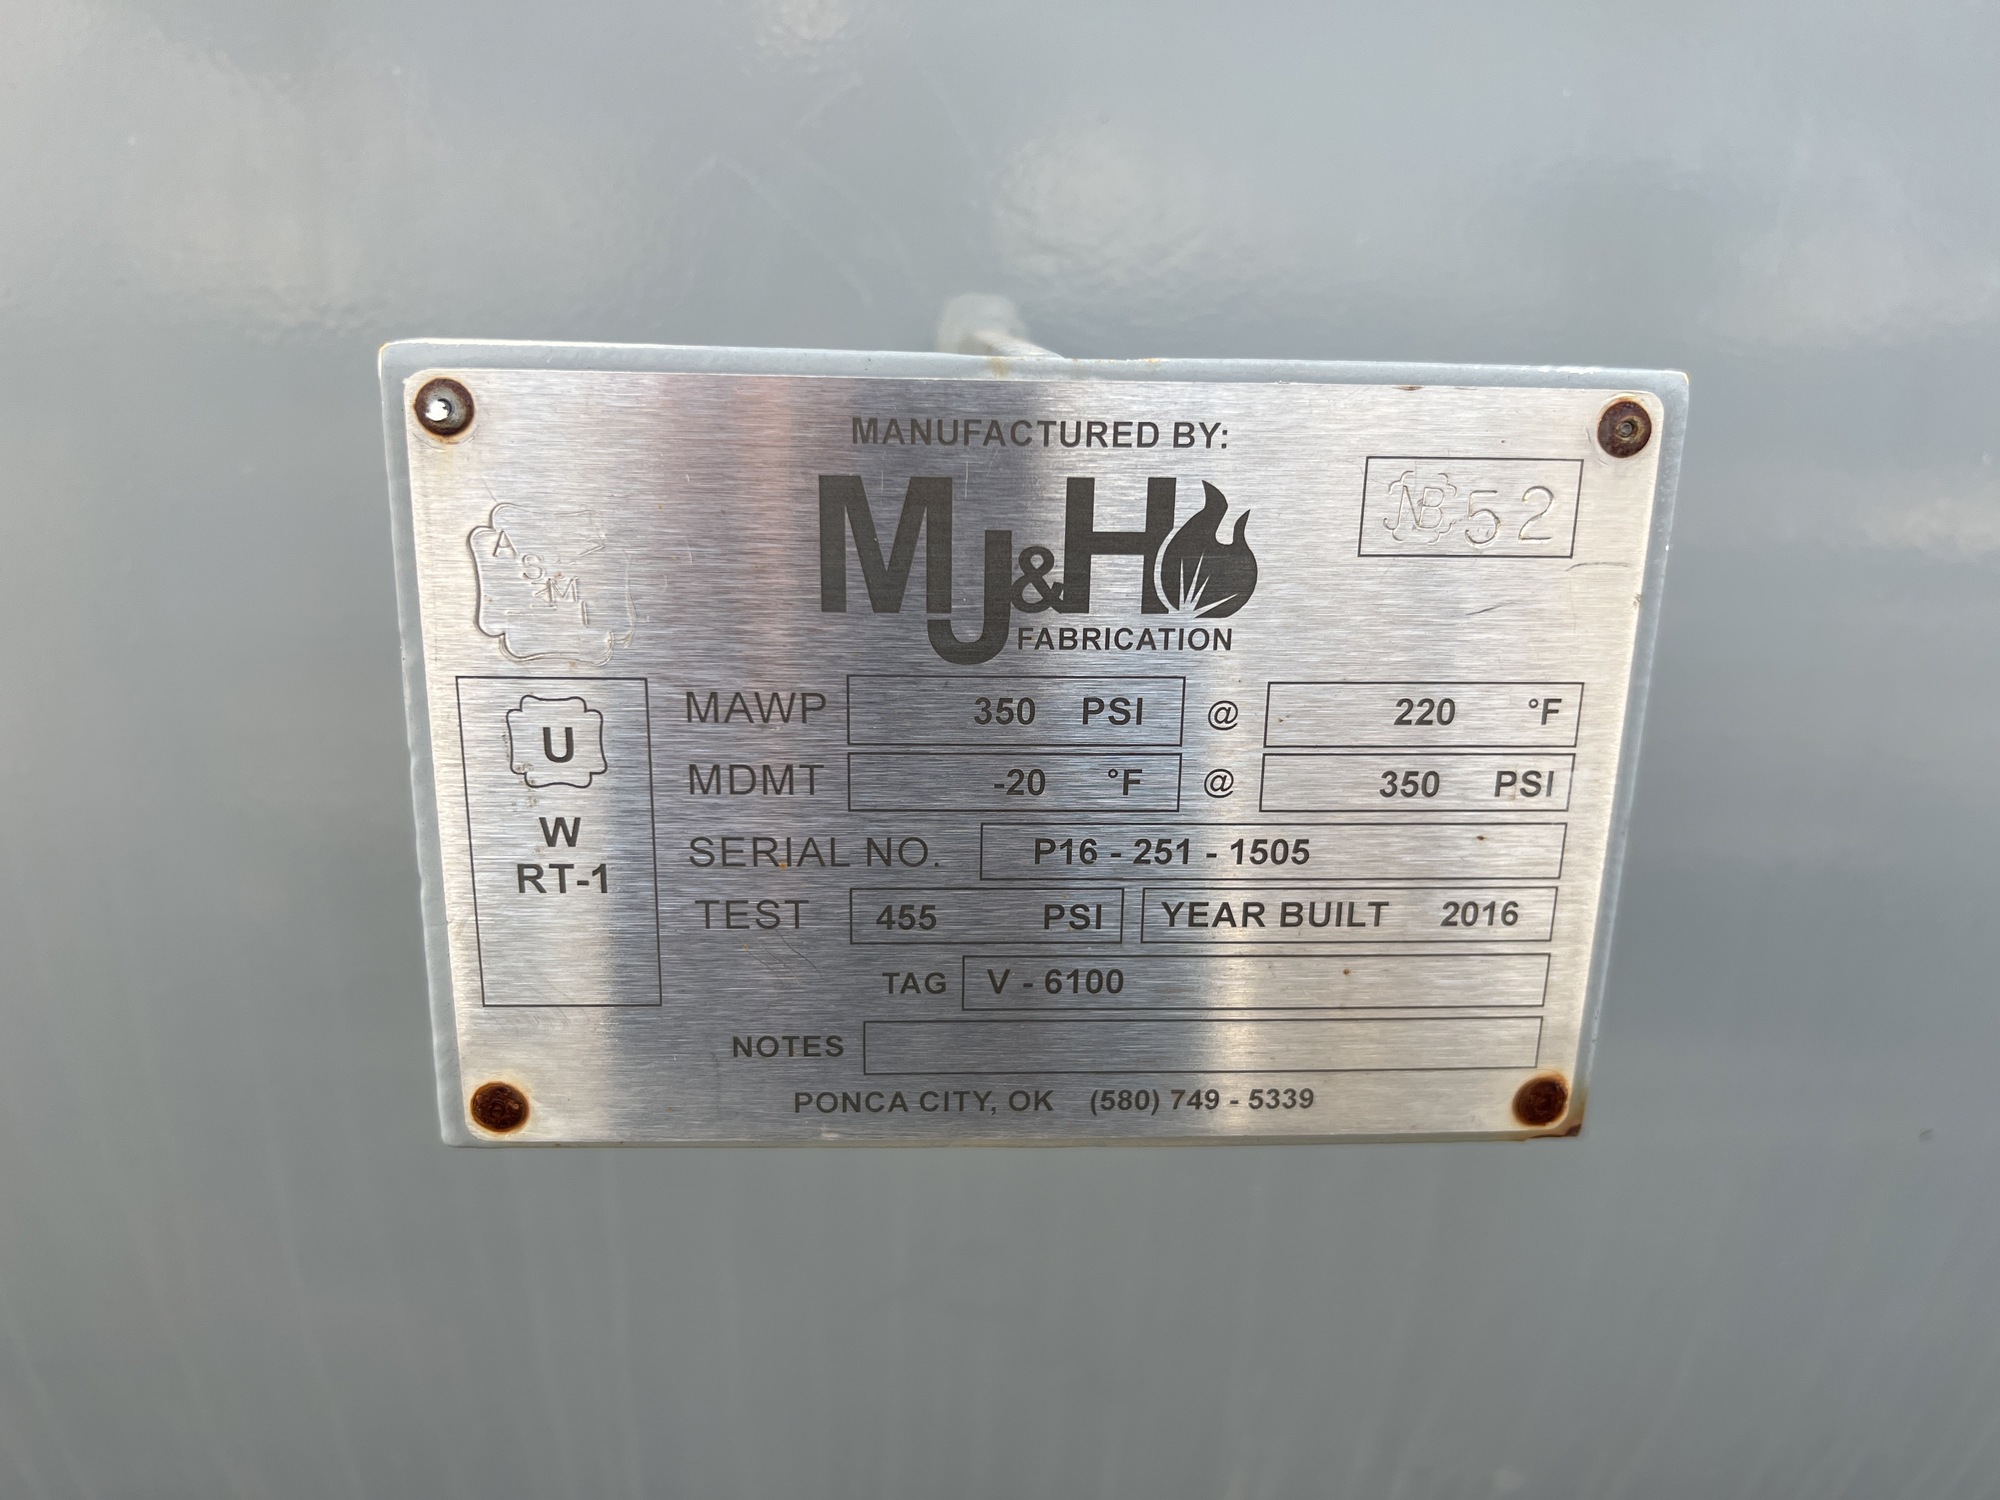 MANUFACTURED BY:
MJ&H
FABRICATION
NB 52
U
W
RT-1
MAWP 350 PSI @ 220 °F
MDMT -20 °F @ 350 PSI
SERIAL NO. P16 - 251 - 1505
TEST 455 PSI YEAR BUILT 2016
TAG V - 6100
NOTES
PONCA CITY, OK (580) 749 - 5339